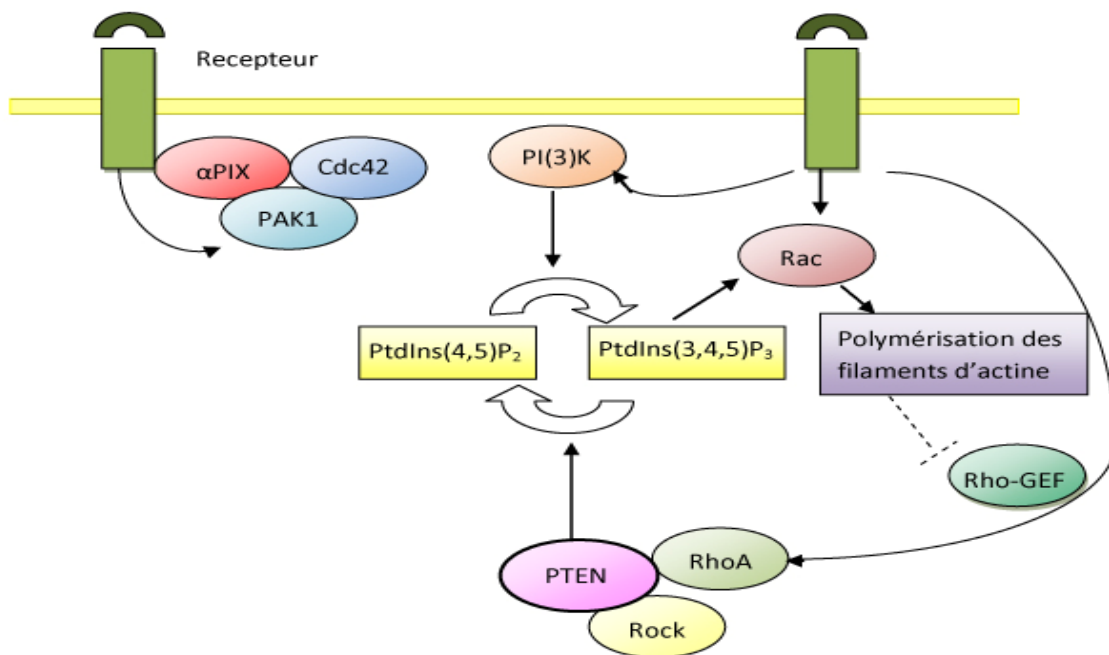 Recepteur
αPIX
Cdc42
PAK1
PI(3)K
Rac
PtdIns(4,5)P₂
PtdIns(3,4,5)P₃
Polymérisation des
filaments d'actine
Rho-GEF
PTEN
RhoA
Rock